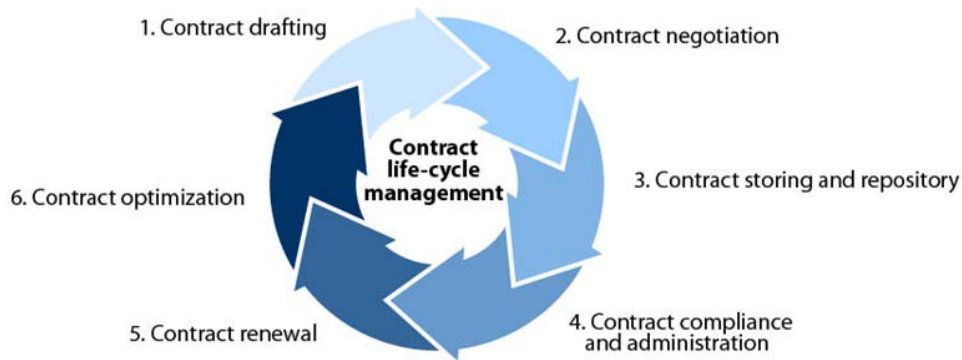 1. Contract drafting
2. Contract negotiation
Contract
life-cycle
management
3. Contract storing and repository
4. Contract compliance
and administration
5. Contract renewal
6. Contract optimization